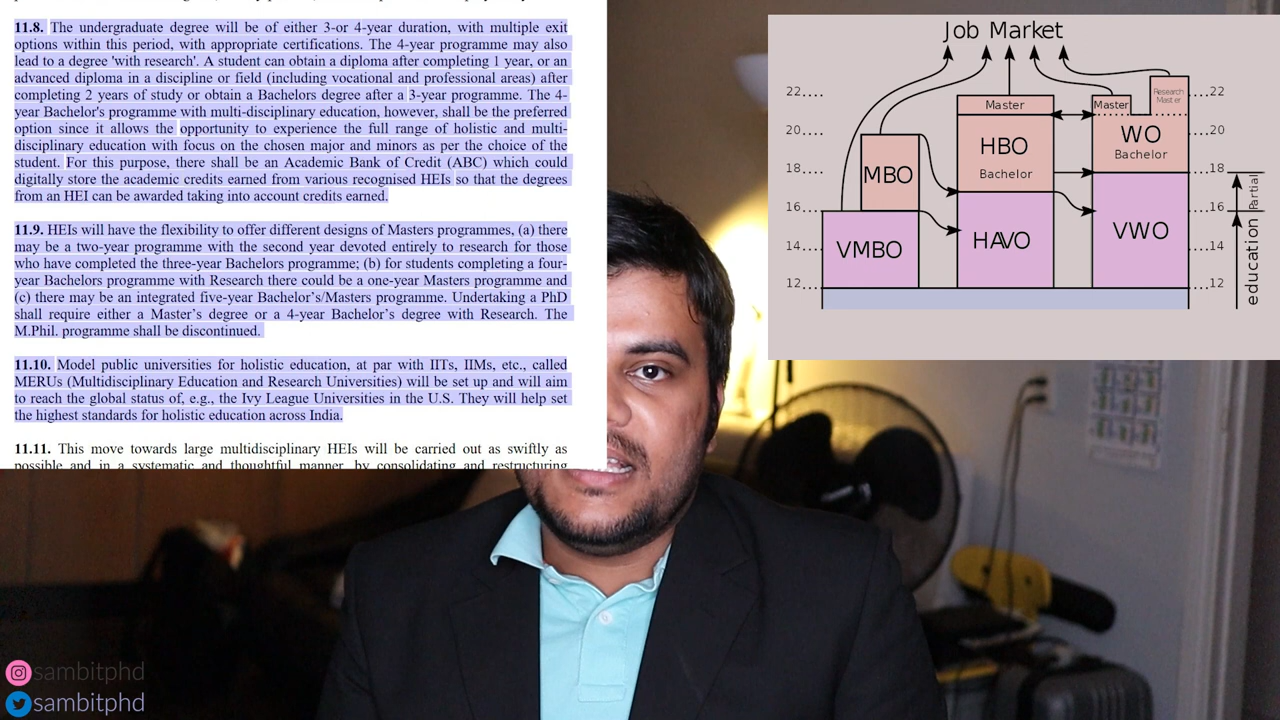 11.8. The undergraduate degree will be of either 3-or 4-year duration, with multiple exit
options within this period, with appropriate certifications. The 4-year programme may also
lead to a degree 'with research'. A student can obtain a diploma after completing 1 year, or an
advanced diploma in a discipline or field (including vocational and professional areas) after
completing 2 years of study or obtain a Bachelors degree after a 3-year programme. The 4-
year Bachelor's programme with multi-disciplinary education, however, shall be the preferred
option since it allows the opportunity to experience the full range of holistic and multi-
disciplinary education with focus on the chosen major and minors as per the choice of the
student. For this purpose, there shall be an Academic Bank of Credit (ABC) which could
digitally store the academic credits earned from various recognised HEIs so that the degrees
from an HEI can be awarded taking into account credits earned.
11.9. HEIs will have the flexibility to offer different designs of Masters programmes, (a) there
may be a two-year programme with the second year devoted entirely to research for those
who have completed the three-year Bachelors programme; (b) for students completing a four-
year Bachelors programme with Research there could be a one-year Masters programme and
(c) there may be an integrated five-year Bachelor's/Masters programme. Undertaking a PhD
shall require either a Master's degree or a 4-year Bachelor's degree with Research. The
M.Phil. programme shall be discontinued.
11.10. Model public universities for holistic education, at par with IITs, IIMs, etc., called
MERUs (Multidisciplinary Education and Research Universities) will be set up and will aim
to reach the global status of, e.g., the Ivy League Universities in the U.S. They will help set
the highest standards for holistic education across India.
11.11. This move towards large multidisciplinary HEIs will be carried out as swiftly as
possible and in a systematic and thoughtful manner, by consolidating and restructuring
Job Market
22.... Master Master Research Master ....22
20.... HBO WO ....20
Bachelor
18.... MBO Bachelor ....18
16.... ....16
VMBO HAVO VWO
14.... ....14
12.... ....12
Partial
education
sambitphd
sambitphd